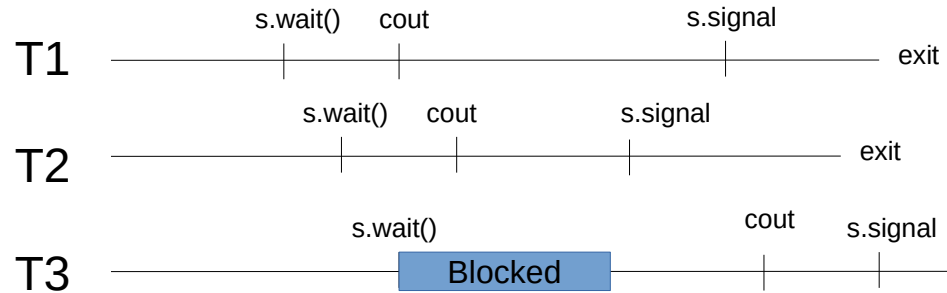 s.wait() cout s.signal
T1 exit
s.wait() cout s.signal
T2 exit
s.wait() cout s.signal
T3 Blocked